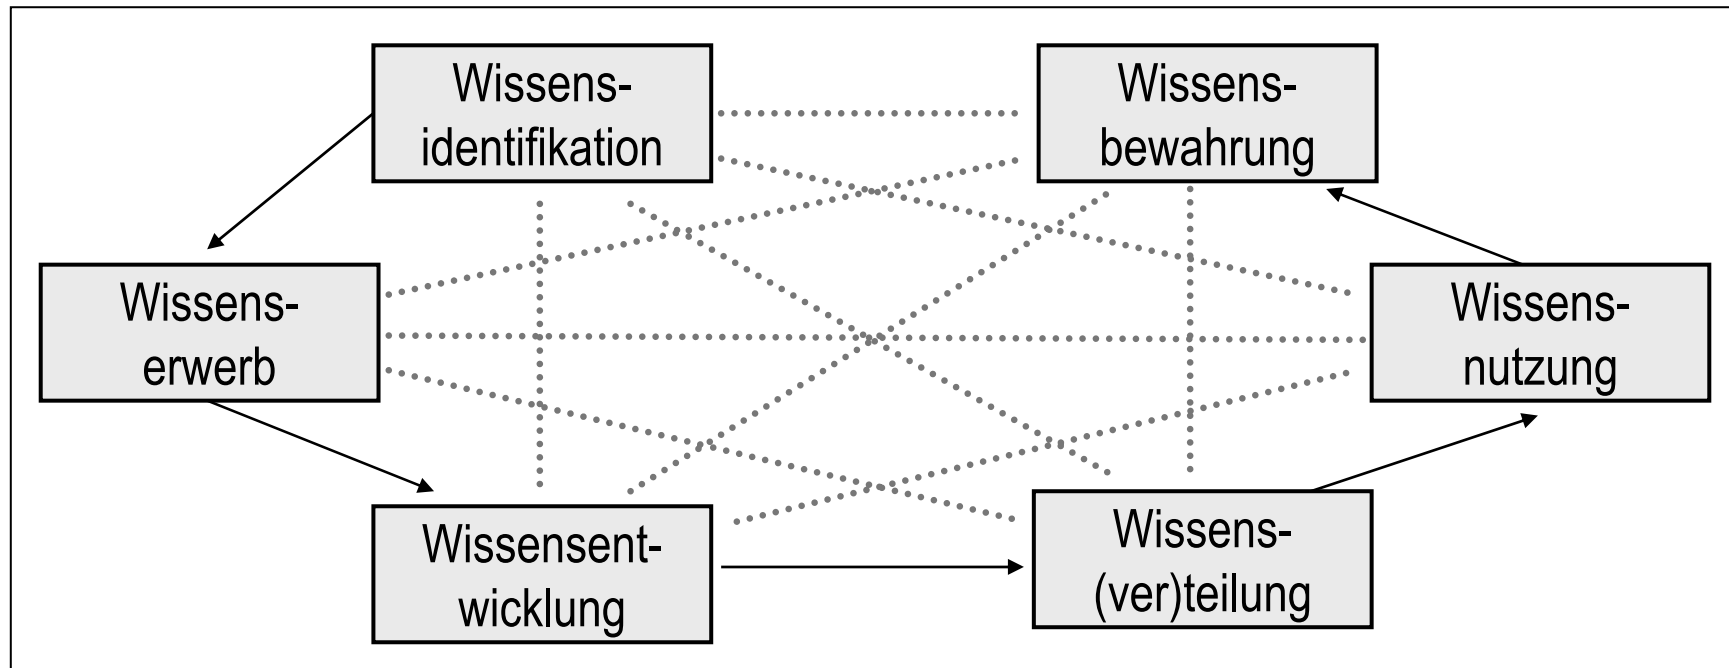 Wissens-
identifikation
Wissens-
bewahrung
Wissens-
erwerb
Wissens-
nutzung
Wissensent-
wicklung
Wissens-
(ver)teilung